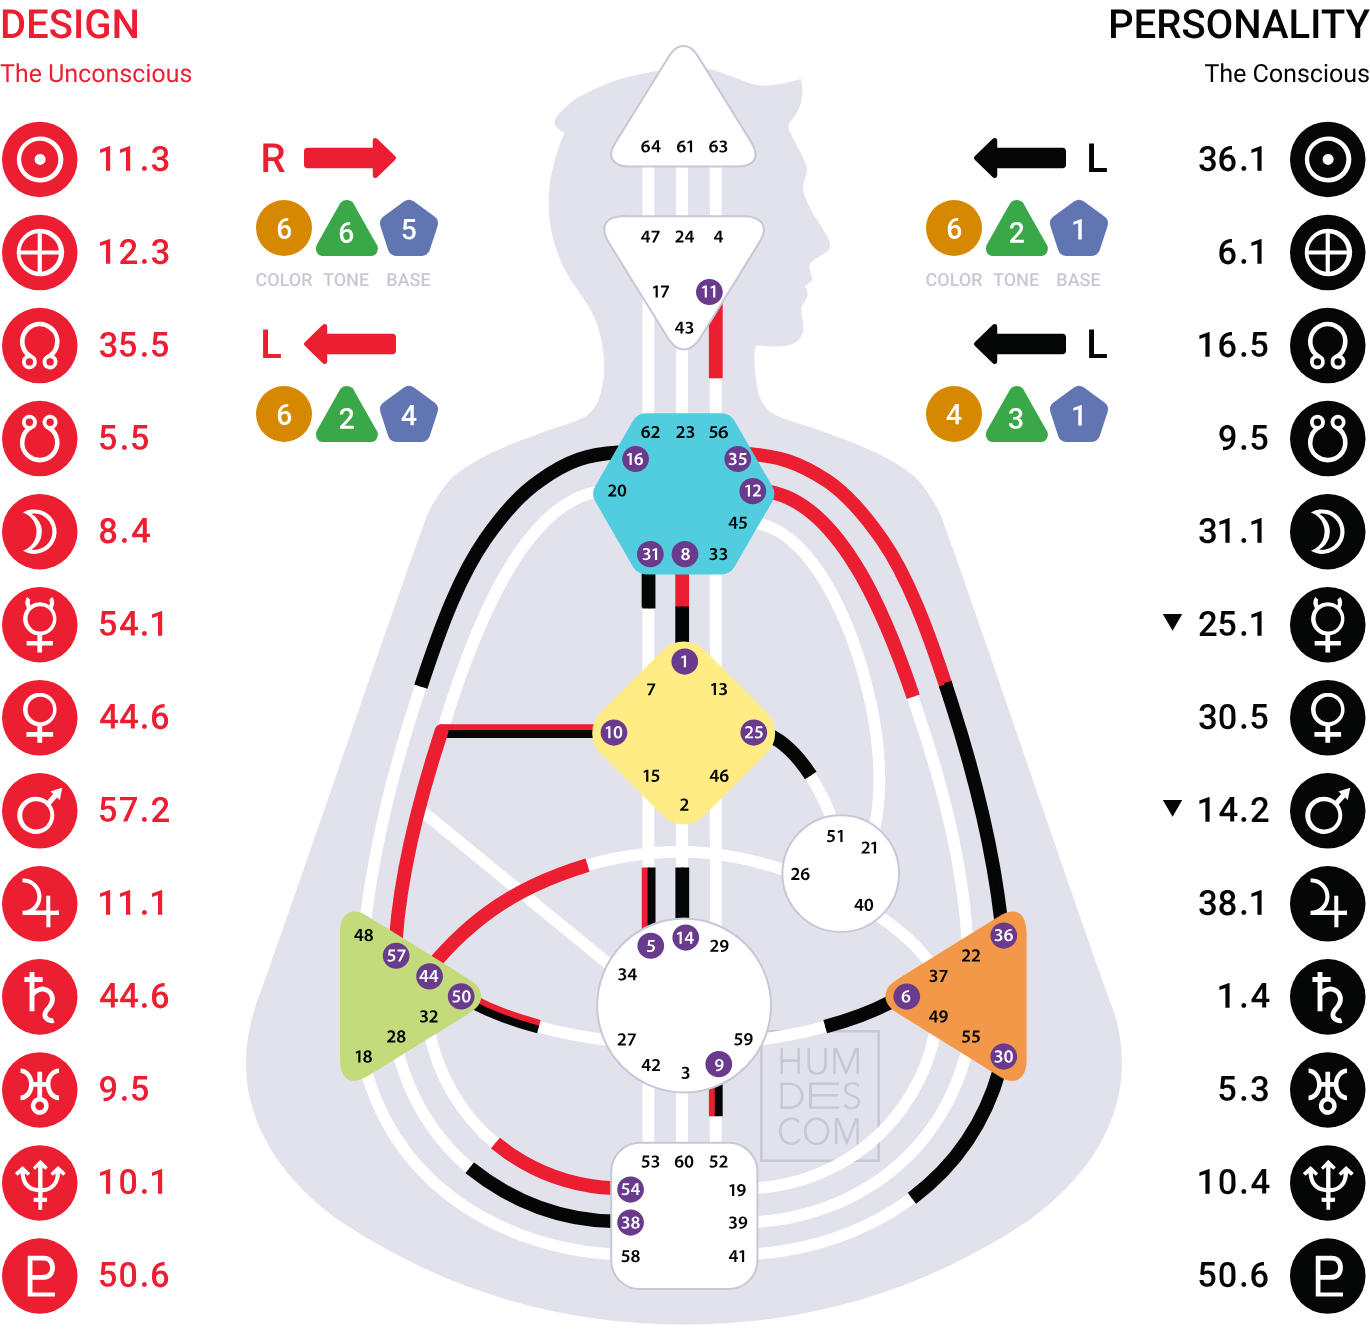 DESIGN
The Unconscious
PERSONALITY
The Conscious
11.3
12.3
35.5
5.5
8.4
54.1
44.6
57.2
11.1
44.6
9.5
10.1
50.6
R
6 6 5
COLOR TONE BASE
L
6 2 4
L
6 2 1
COLOR TONE BASE
L
4 3 1
36.1
6.1
16.5
9.5
31.1
25.1
30.5
14.2
38.1
1.4
5.3
10.4
50.6
64 61 63
47 24 4
17 11
43
62 23 56
16 35
20 12
45
31 8 33
1
7 13
10 25
15 46
2
51 21
26
40
48
57
44
50
32
28
18
5 14 29
34
27 59
42 3 9
36
22
37
6
49
55
30
53 60 52
54 19
38 39
58 41
HUM
DES
COM